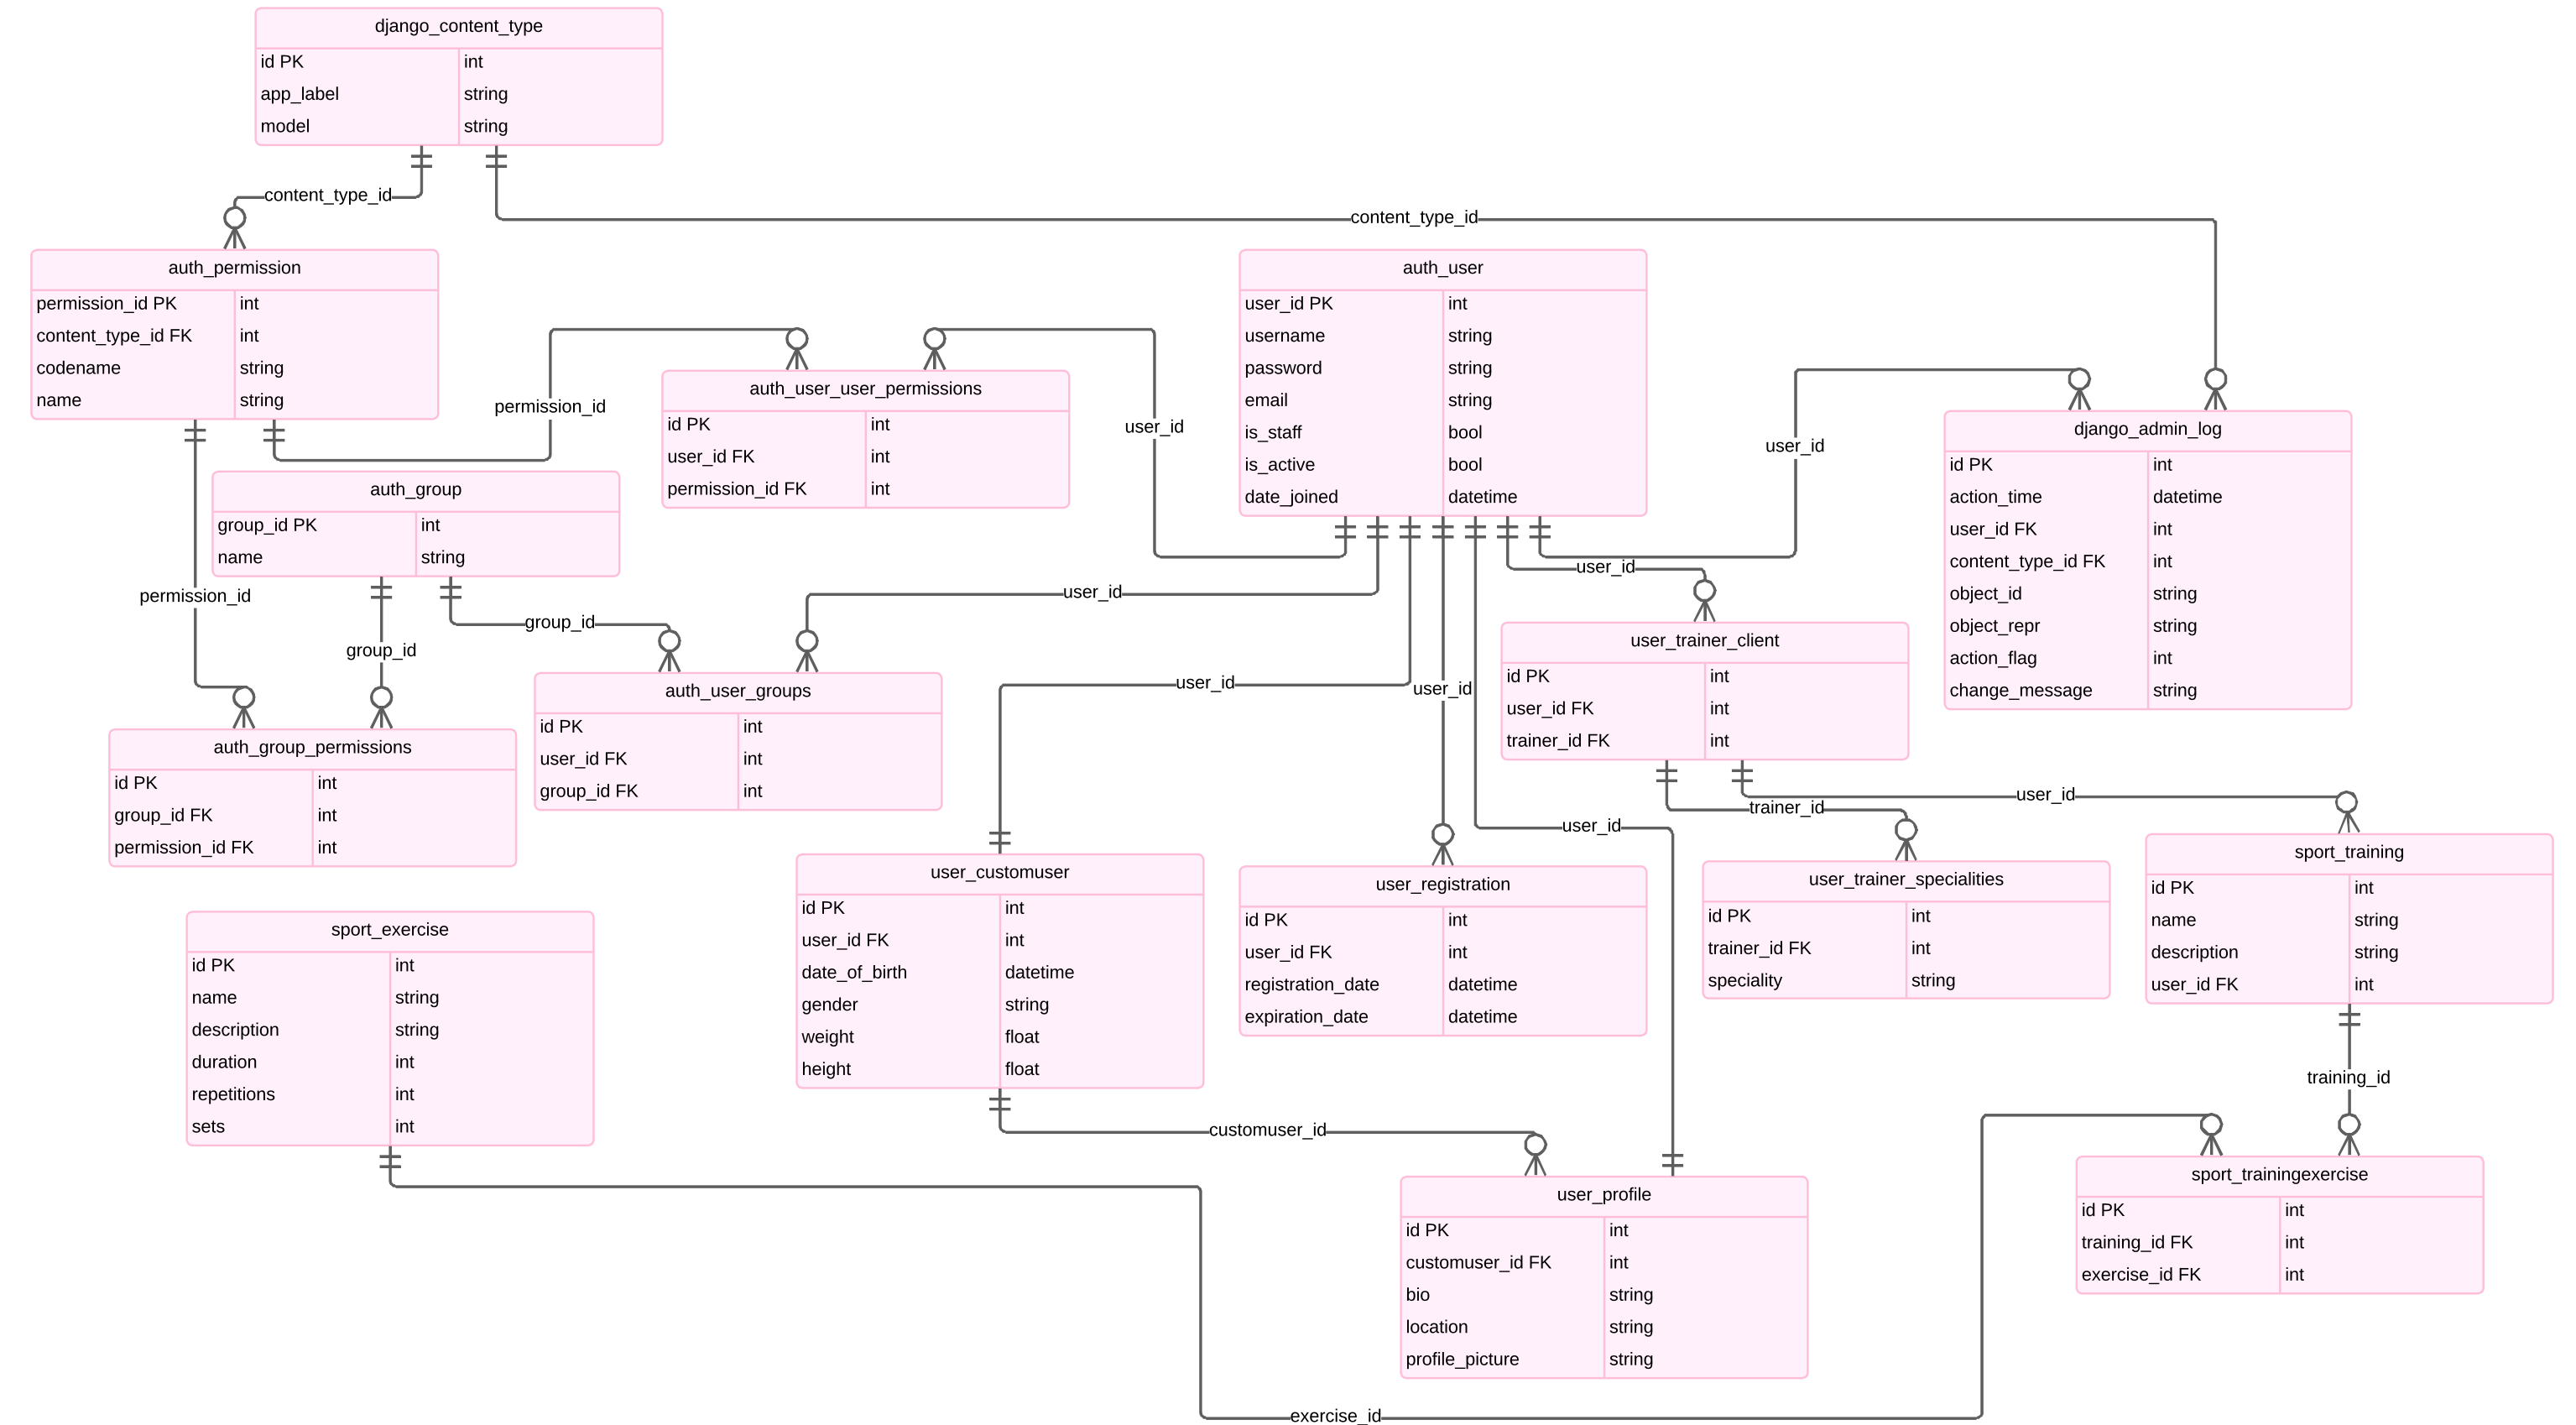 django_content_type
id PK int
app_label string
model string
content_type_id
content_type_id
auth_permission
permission_id PK int
content_type_id FK int
codename string
name string
auth_user
user_id PK int
username string
password string
email string
is_staff bool
is_active bool
date_joined datetime
permission_id
auth_user_user_permissions
id PK int
user_id FK int
permission_id FK int
user_id
user_id
django_admin_log
id PK int
action_time datetime
user_id FK int
content_type_id FK int
object_id string
object_repr string
action_flag int
change_message string
auth_group
group_id PK int
name string
permission_id
group_id
group_id
user_id
user_id
user_trainer_client
id PK int
user_id FK int
trainer_id FK int
auth_user_groups
id PK int
user_id FK int
group_id FK int
user_id
user_id
auth_group_permissions
id PK int
group_id FK int
permission_id FK int
user_id
trainer_id
user_id
sport_exercise
id PK int
name string
description string
duration int
repetitions int
sets int
user_customuser
id PK int
user_id FK int
date_of_birth datetime
gender string
weight float
height float
user_registration
id PK int
user_id FK int
registration_date datetime
expiration_date datetime
user_trainer_specialities
id PK int
trainer_id FK int
speciality string
sport_training
id PK int
name string
description string
user_id FK int
training_id
customuser_id
user_profile
id PK int
customuser_id FK int
bio string
location string
profile_picture string
sport_trainingexercise
id PK int
training_id FK int
exercise_id FK int
exercise_id